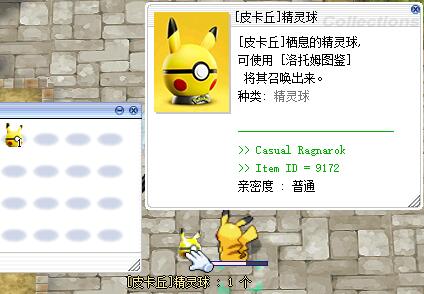 [皮卡丘]精灵球
Collections
[皮卡丘]栖息的精灵球,
可使用 [洛托姆图鉴]
将其召唤出来。
种类: 精灵球
>> Casual Ragnarok
>> Item ID = 9172
亲密度 : 普通
1
[皮卡丘]精灵球 : 1 个